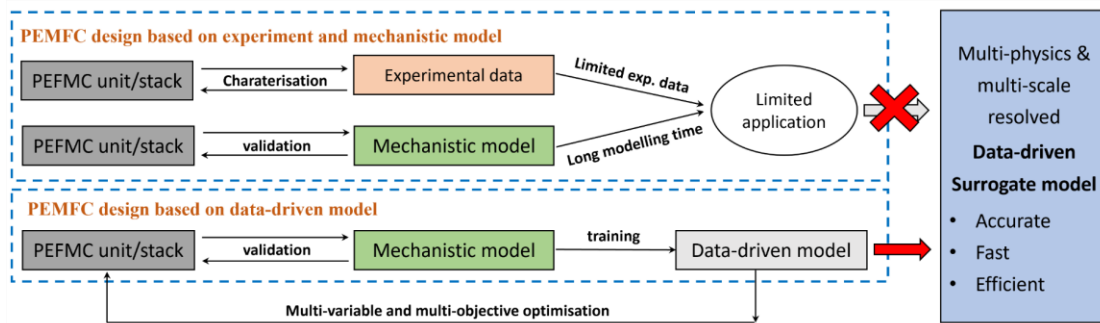 PEMFC design based on experiment and mechanistic model
PEFMC unit/stack
Charaterisation
Experimental data
Limited exp. data
PEFMC unit/stack
validation
Mechanistic model
Long modelling time
Limited
application
PEMFC design based on data-driven model
PEFMC unit/stack
validation
Mechanistic model
training
Data-driven model
Multi-variable and multi-objective optimisation
Multi-physics &
multi-scale
resolved
Data-driven
Surrogate model
• Accurate
• Fast
• Efficient